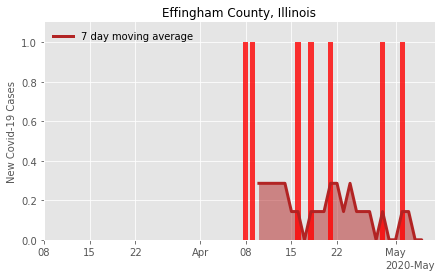 Effingham County, Illinois
7 day moving average
New Covid-19 Cases
1.0
0.8
0.6
0.4
0.2
0.0
08 15 22 Apr 08 15 22 May
2020-May